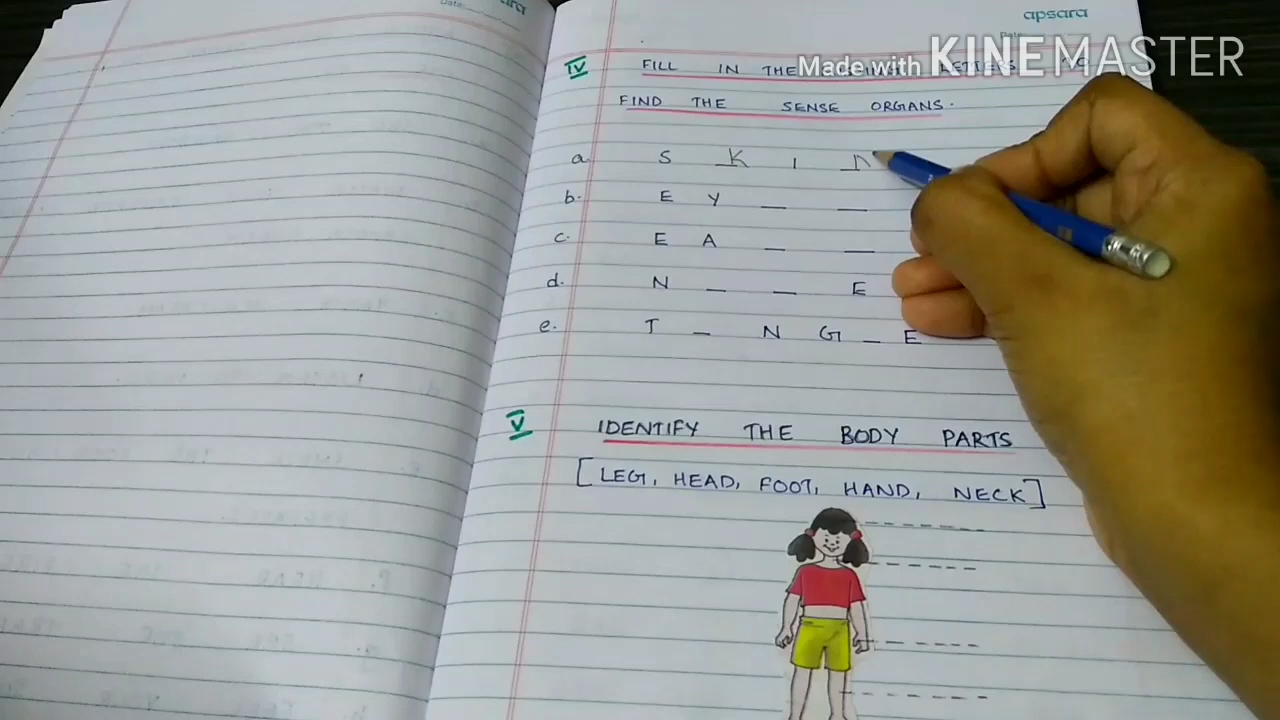 apsara
Date
Made with KINEMASTER
IV FILL IN THE
FIND THE SENSE ORGANS.
a S K I N
b. E Y _ _
c. E A _ _
d. N _ _ E
e. T _ N G _ E
V IDENTIFY THE BODY PARTS
[LEG, HEAD, FOOT, HAND, NECK]